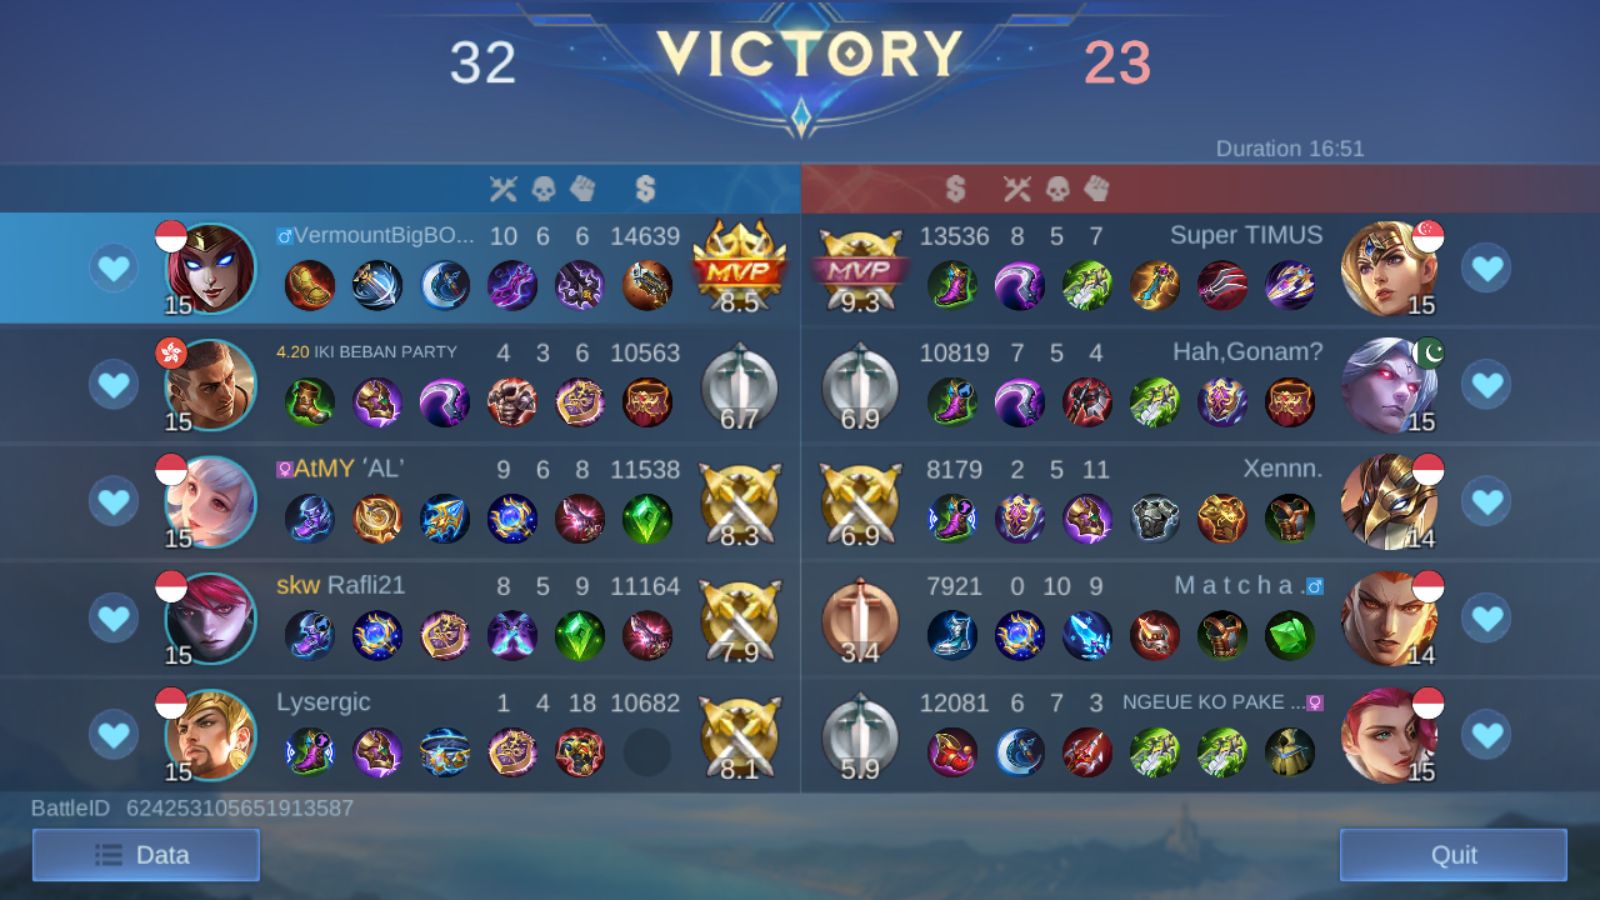 VICTORY
32
23
Duration 16:51
VermountBigBO... 10 6 6 14639 MVP 8.5 15
MVP 9.3 13536 8 5 7 Super TIMUS 15
4.20 IKI BEBAN PARTY 4 3 6 10563 6.7 15
6.9 10819 7 5 4 Hah,Gonam? 15
AtMY ‘AL’ 9 6 8 11538 8.3 15
6.9 8179 2 5 11 Xennn. 14
skw Rafli21 8 5 9 11164 7.9 15
3.4 7921 0 10 9 M a t c h a . 14
Lysergic 1 4 18 10682 8.1 15
5.9 12081 6 7 3 NGEUE KO PAKE ... 15
BattleID 624253105651913587
Data
Quit